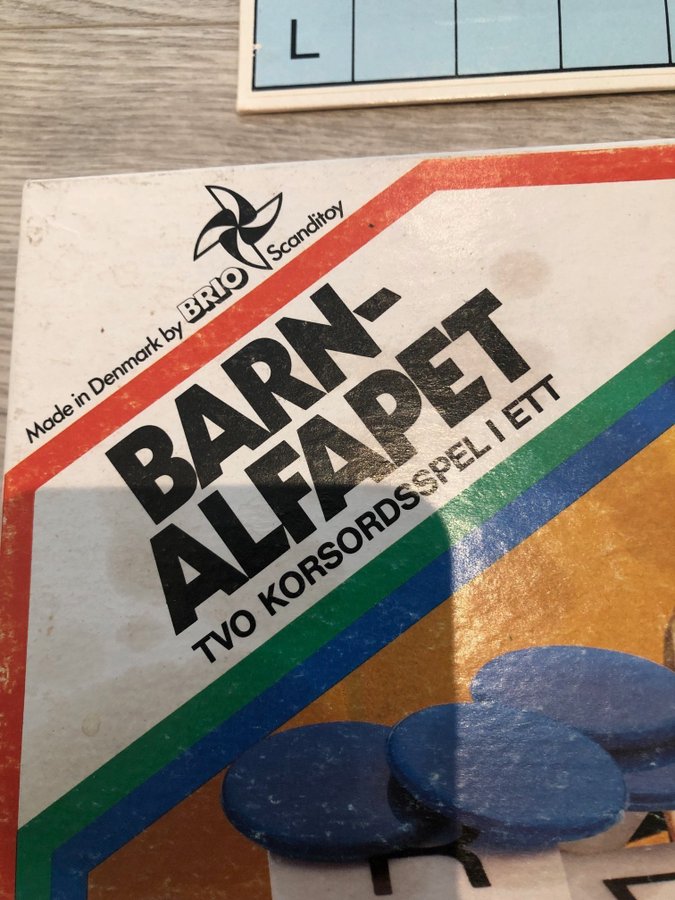 L
Made in Denmark by BRIO Scanditoy
BARN-
ALFAPET
TVO KORSORDSSPEL I ETT